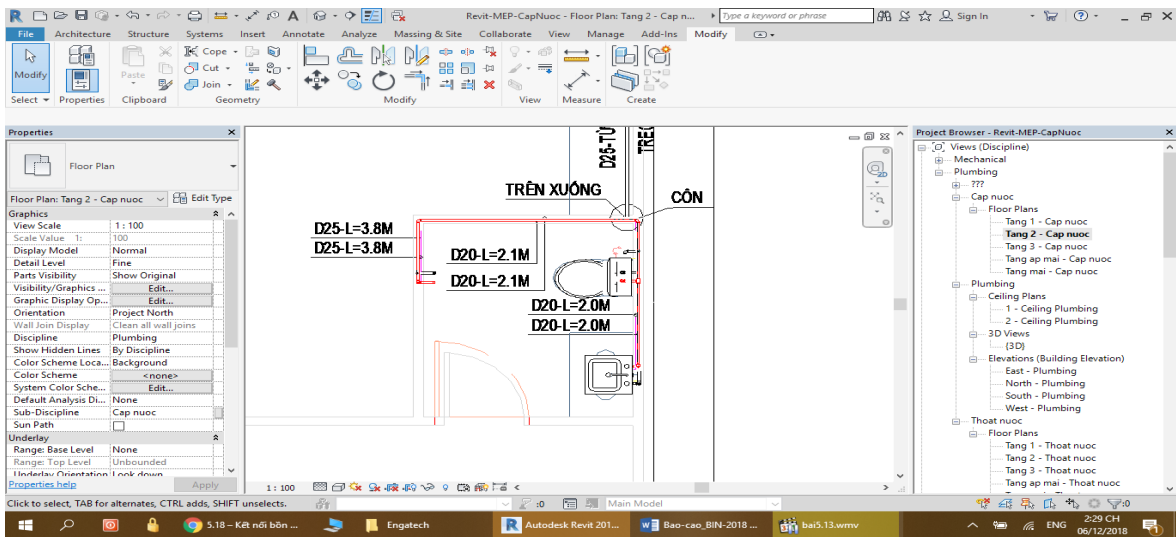 Revit-MEP-CapNuoc - Floor Plan: Tang 2 - Cap n...
Type a keyword or phrase
Sign In
File Architecture Structure Systems Insert Annotate Analyze Massing & Site Collaborate View Manage Add-Ins Modify
Modify
Properties
Paste
Cope
Cut
Join
Select Properties Clipboard Geometry Modify View Measure Create
Properties
Floor Plan
Floor Plan: Tang 2 - Cap nuoc Edit Type
Graphics
View Scale 1 : 100
Scale Value 1: 100
Display Model Normal
Detail Level Fine
Parts Visibility Show Original
Visibility/Graphics ... Edit...
Graphic Display Op... Edit...
Orientation Project North
Wall Join Display Clean all wall joins
Discipline Plumbing
Show Hidden Lines By Discipline
Color Scheme Loca... Background
Color Scheme <none>
System Color Sche... Edit...
Default Analysis Di... None
Sub-Discipline Cap nuoc
Sun Path
Underlay
Range: Base Level None
Range: Top Level Unbounded
Underlay Orientation Look down
Properties help Apply
D25-TỪ
TRÊN XUỐNG
CÔN
D25-L=3.8M
D25-L=3.8M
D20-L=2.1M
D20-L=2.1M
D20-L=2.0M
D20-L=2.0M
1 : 100
Project Browser - Revit-MEP-CapNuoc
Views (Discipline)
Mechanical
Plumbing
???
Cap nuoc
Floor Plans
Tang 1 - Cap nuoc
Tang 2 - Cap nuoc
Tang 3 - Cap nuoc
Tang ap mai - Cap nuoc
Tang mai - Cap nuoc
Plumbing
Ceiling Plans
1 - Ceiling Plumbing
2 - Ceiling Plumbing
3D Views
{3D}
Elevations (Building Elevation)
East - Plumbing
North - Plumbing
South - Plumbing
West - Plumbing
Thoat nuoc
Floor Plans
Tang 1 - Thoat nuoc
Tang 2 - Thoat nuoc
Tang 3 - Thoat nuoc
Tang ap mai - Thoat nuoc
Click to select, TAB for alternates, CTRL adds, SHIFT unselects.
:0
Main Model
:0
5.18 – Kết nối bồn ...
Engatech
Autodesk Revit 201...
Bao-cao_BIN-2018 ...
bai5.13.wmv
ENG
2:29 CH
06/12/2018